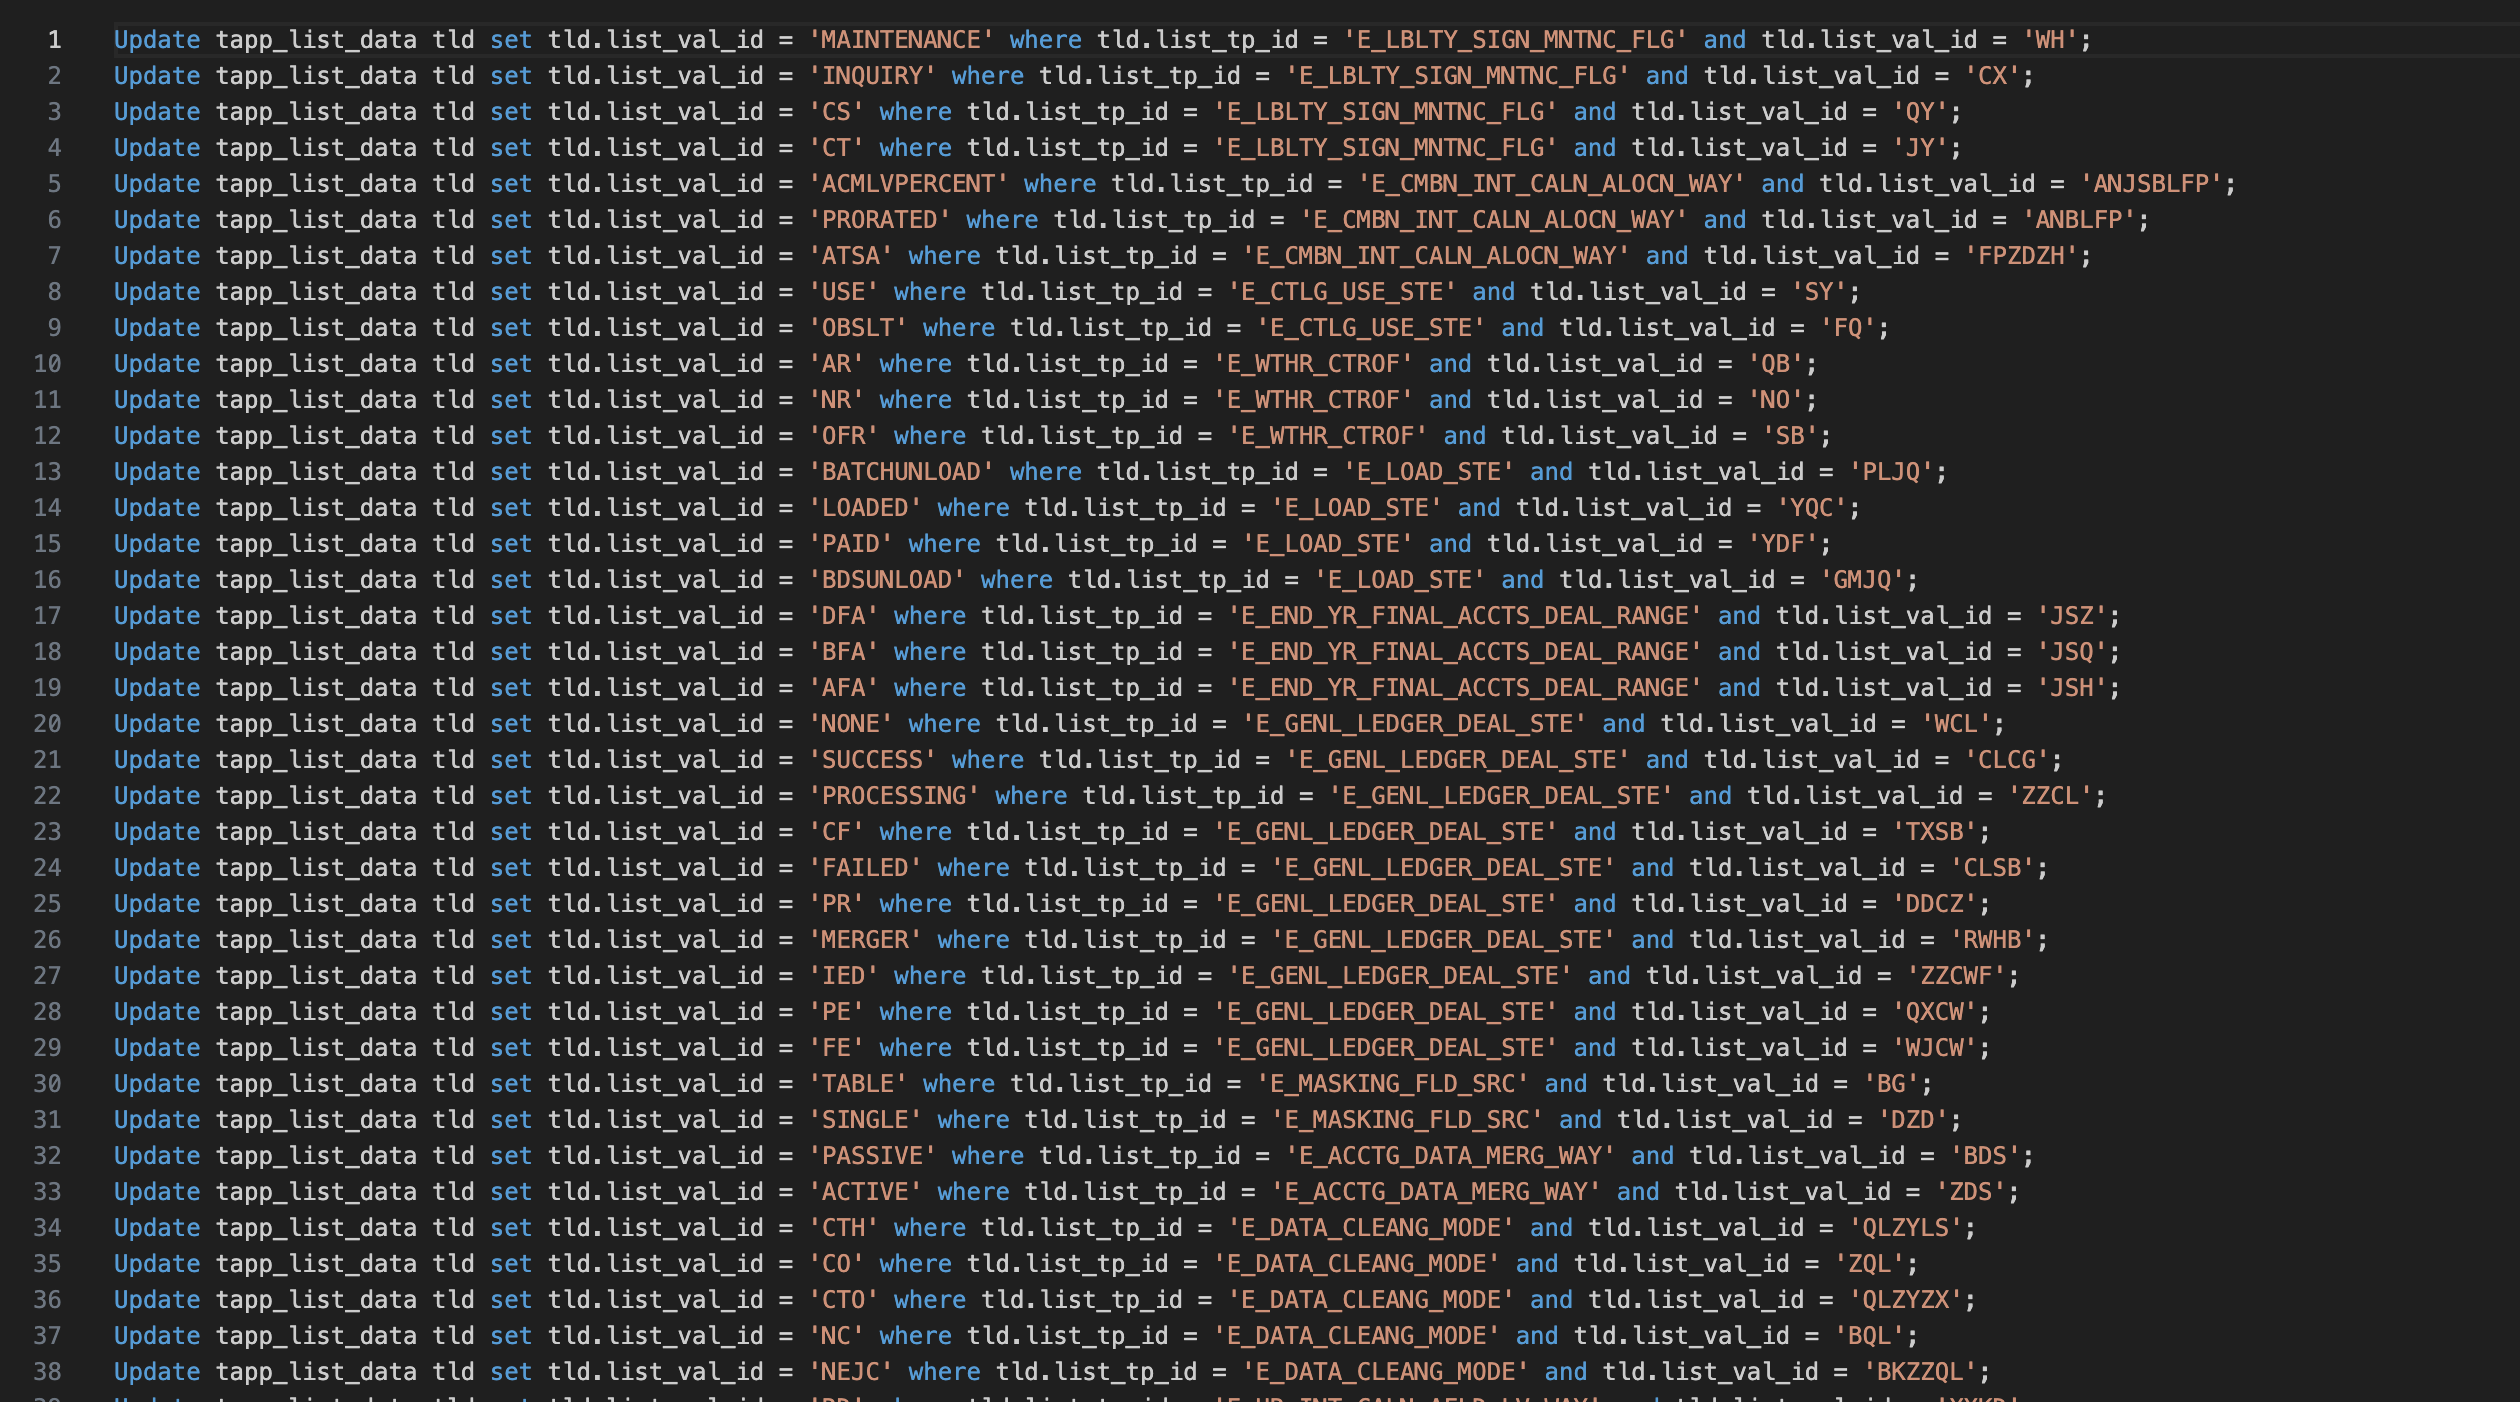 1 Update tapp_list_data tld set tld.list_val_id = 'MAINTENANCE' where tld.list_tp_id = 'E_LBLTY_SIGN_MNTNC_FLG' and tld.list_val_id = 'WH';
2 Update tapp_list_data tld set tld.list_val_id = 'INQUIRY' where tld.list_tp_id = 'E_LBLTY_SIGN_MNTNC_FLG' and tld.list_val_id = 'CX';
3 Update tapp_list_data tld set tld.list_val_id = 'CS' where tld.list_tp_id = 'E_LBLTY_SIGN_MNTNC_FLG' and tld.list_val_id = 'QY';
4 Update tapp_list_data tld set tld.list_val_id = 'CT' where tld.list_tp_id = 'E_LBLTY_SIGN_MNTNC_FLG' and tld.list_val_id = 'JY';
5 Update tapp_list_data tld set tld.list_val_id = 'ACMLVPERCENT' where tld.list_tp_id = 'E_CMBN_INT_CALN_ALOCN_WAY' and tld.list_val_id = 'ANJSBLFP';
6 Update tapp_list_data tld set tld.list_val_id = 'PRORATED' where tld.list_tp_id = 'E_CMBN_INT_CALN_ALOCN_WAY' and tld.list_val_id = 'ANBLFP';
7 Update tapp_list_data tld set tld.list_val_id = 'ATSA' where tld.list_tp_id = 'E_CMBN_INT_CALN_ALOCN_WAY' and tld.list_val_id = 'FPZDZH';
8 Update tapp_list_data tld set tld.list_val_id = 'USE' where tld.list_tp_id = 'E_CTLG_USE_STE' and tld.list_val_id = 'SY';
9 Update tapp_list_data tld set tld.list_val_id = 'OBSLT' where tld.list_tp_id = 'E_CTLG_USE_STE' and tld.list_val_id = 'FQ';
10 Update tapp_list_data tld set tld.list_val_id = 'AR' where tld.list_tp_id = 'E_WTHR_CTROF' and tld.list_val_id = 'QB';
11 Update tapp_list_data tld set tld.list_val_id = 'NR' where tld.list_tp_id = 'E_WTHR_CTROF' and tld.list_val_id = 'NO';
12 Update tapp_list_data tld set tld.list_val_id = 'OFR' where tld.list_tp_id = 'E_WTHR_CTROF' and tld.list_val_id = 'SB';
13 Update tapp_list_data tld set tld.list_val_id = 'BATCHUNLOAD' where tld.list_tp_id = 'E_LOAD_STE' and tld.list_val_id = 'PLJQ';
14 Update tapp_list_data tld set tld.list_val_id = 'LOADED' where tld.list_tp_id = 'E_LOAD_STE' and tld.list_val_id = 'YQC';
15 Update tapp_list_data tld set tld.list_val_id = 'PAID' where tld.list_tp_id = 'E_LOAD_STE' and tld.list_val_id = 'YDF';
16 Update tapp_list_data tld set tld.list_val_id = 'BDSUNLOAD' where tld.list_tp_id = 'E_LOAD_STE' and tld.list_val_id = 'GMJQ';
17 Update tapp_list_data tld set tld.list_val_id = 'DFA' where tld.list_tp_id = 'E_END_YR_FINAL_ACCTS_DEAL_RANGE' and tld.list_val_id = 'JSZ';
18 Update tapp_list_data tld set tld.list_val_id = 'BFA' where tld.list_tp_id = 'E_END_YR_FINAL_ACCTS_DEAL_RANGE' and tld.list_val_id = 'JSQ';
19 Update tapp_list_data tld set tld.list_val_id = 'AFA' where tld.list_tp_id = 'E_END_YR_FINAL_ACCTS_DEAL_RANGE' and tld.list_val_id = 'JSH';
20 Update tapp_list_data tld set tld.list_val_id = 'NONE' where tld.list_tp_id = 'E_GENL_LEDGER_DEAL_STE' and tld.list_val_id = 'WCL';
21 Update tapp_list_data tld set tld.list_val_id = 'SUCCESS' where tld.list_tp_id = 'E_GENL_LEDGER_DEAL_STE' and tld.list_val_id = 'CLCG';
22 Update tapp_list_data tld set tld.list_val_id = 'PROCESSING' where tld.list_tp_id = 'E_GENL_LEDGER_DEAL_STE' and tld.list_val_id = 'ZZCL';
23 Update tapp_list_data tld set tld.list_val_id = 'CF' where tld.list_tp_id = 'E_GENL_LEDGER_DEAL_STE' and tld.list_val_id = 'TXSB';
24 Update tapp_list_data tld set tld.list_val_id = 'FAILED' where tld.list_tp_id = 'E_GENL_LEDGER_DEAL_STE' and tld.list_val_id = 'CLSB';
25 Update tapp_list_data tld set tld.list_val_id = 'PR' where tld.list_tp_id = 'E_GENL_LEDGER_DEAL_STE' and tld.list_val_id = 'DDCZ';
26 Update tapp_list_data tld set tld.list_val_id = 'MERGER' where tld.list_tp_id = 'E_GENL_LEDGER_DEAL_STE' and tld.list_val_id = 'RWHB';
27 Update tapp_list_data tld set tld.list_val_id = 'IED' where tld.list_tp_id = 'E_GENL_LEDGER_DEAL_STE' and tld.list_val_id = 'ZZCWF';
28 Update tapp_list_data tld set tld.list_val_id = 'PE' where tld.list_tp_id = 'E_GENL_LEDGER_DEAL_STE' and tld.list_val_id = 'QXCW';
29 Update tapp_list_data tld set tld.list_val_id = 'FE' where tld.list_tp_id = 'E_GENL_LEDGER_DEAL_STE' and tld.list_val_id = 'WJCW';
30 Update tapp_list_data tld set tld.list_val_id = 'TABLE' where tld.list_tp_id = 'E_MASKING_FLD_SRC' and tld.list_val_id = 'BG';
31 Update tapp_list_data tld set tld.list_val_id = 'SINGLE' where tld.list_tp_id = 'E_MASKING_FLD_SRC' and tld.list_val_id = 'DZD';
32 Update tapp_list_data tld set tld.list_val_id = 'PASSIVE' where tld.list_tp_id = 'E_ACCTG_DATA_MERG_WAY' and tld.list_val_id = 'BDS';
33 Update tapp_list_data tld set tld.list_val_id = 'ACTIVE' where tld.list_tp_id = 'E_ACCTG_DATA_MERG_WAY' and tld.list_val_id = 'ZDS';
34 Update tapp_list_data tld set tld.list_val_id = 'CTH' where tld.list_tp_id = 'E_DATA_CLEANG_MODE' and tld.list_val_id = 'QLZYLS';
35 Update tapp_list_data tld set tld.list_val_id = 'CO' where tld.list_tp_id = 'E_DATA_CLEANG_MODE' and tld.list_val_id = 'ZQL';
36 Update tapp_list_data tld set tld.list_val_id = 'CTO' where tld.list_tp_id = 'E_DATA_CLEANG_MODE' and tld.list_val_id = 'QLZYZX';
37 Update tapp_list_data tld set tld.list_val_id = 'NC' where tld.list_tp_id = 'E_DATA_CLEANG_MODE' and tld.list_val_id = 'BQL';
38 Update tapp_list_data tld set tld.list_val_id = 'NEJC' where tld.list_tp_id = 'E_DATA_CLEANG_MODE' and tld.list_val_id = 'BKZZQL';